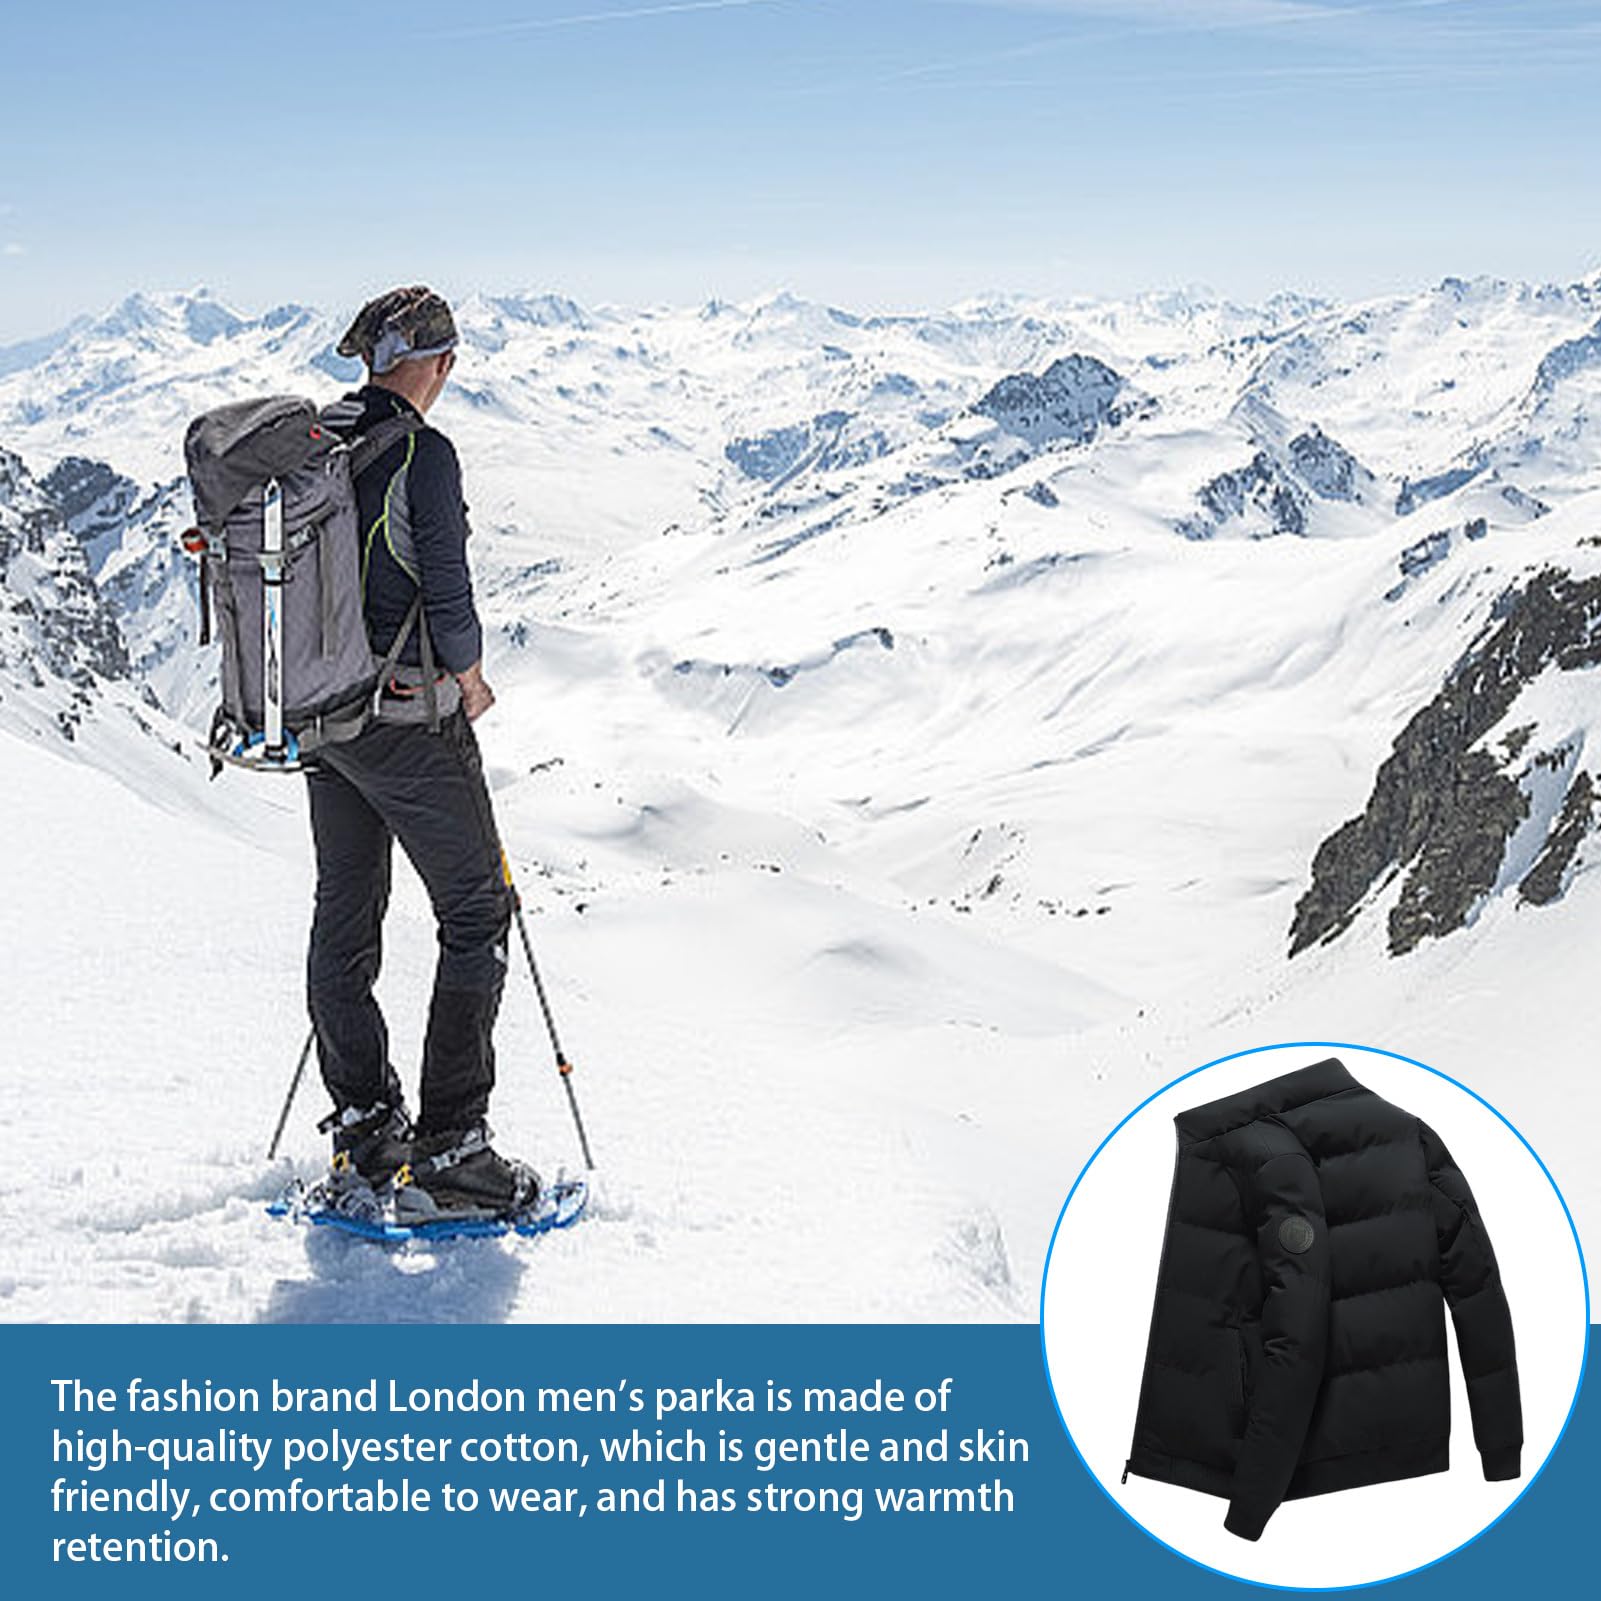 The fashion brand London men’s parka is made of
high-quality polyester cotton, which is gentle and skin
friendly, comfortable to wear, and has strong warmth
retention.